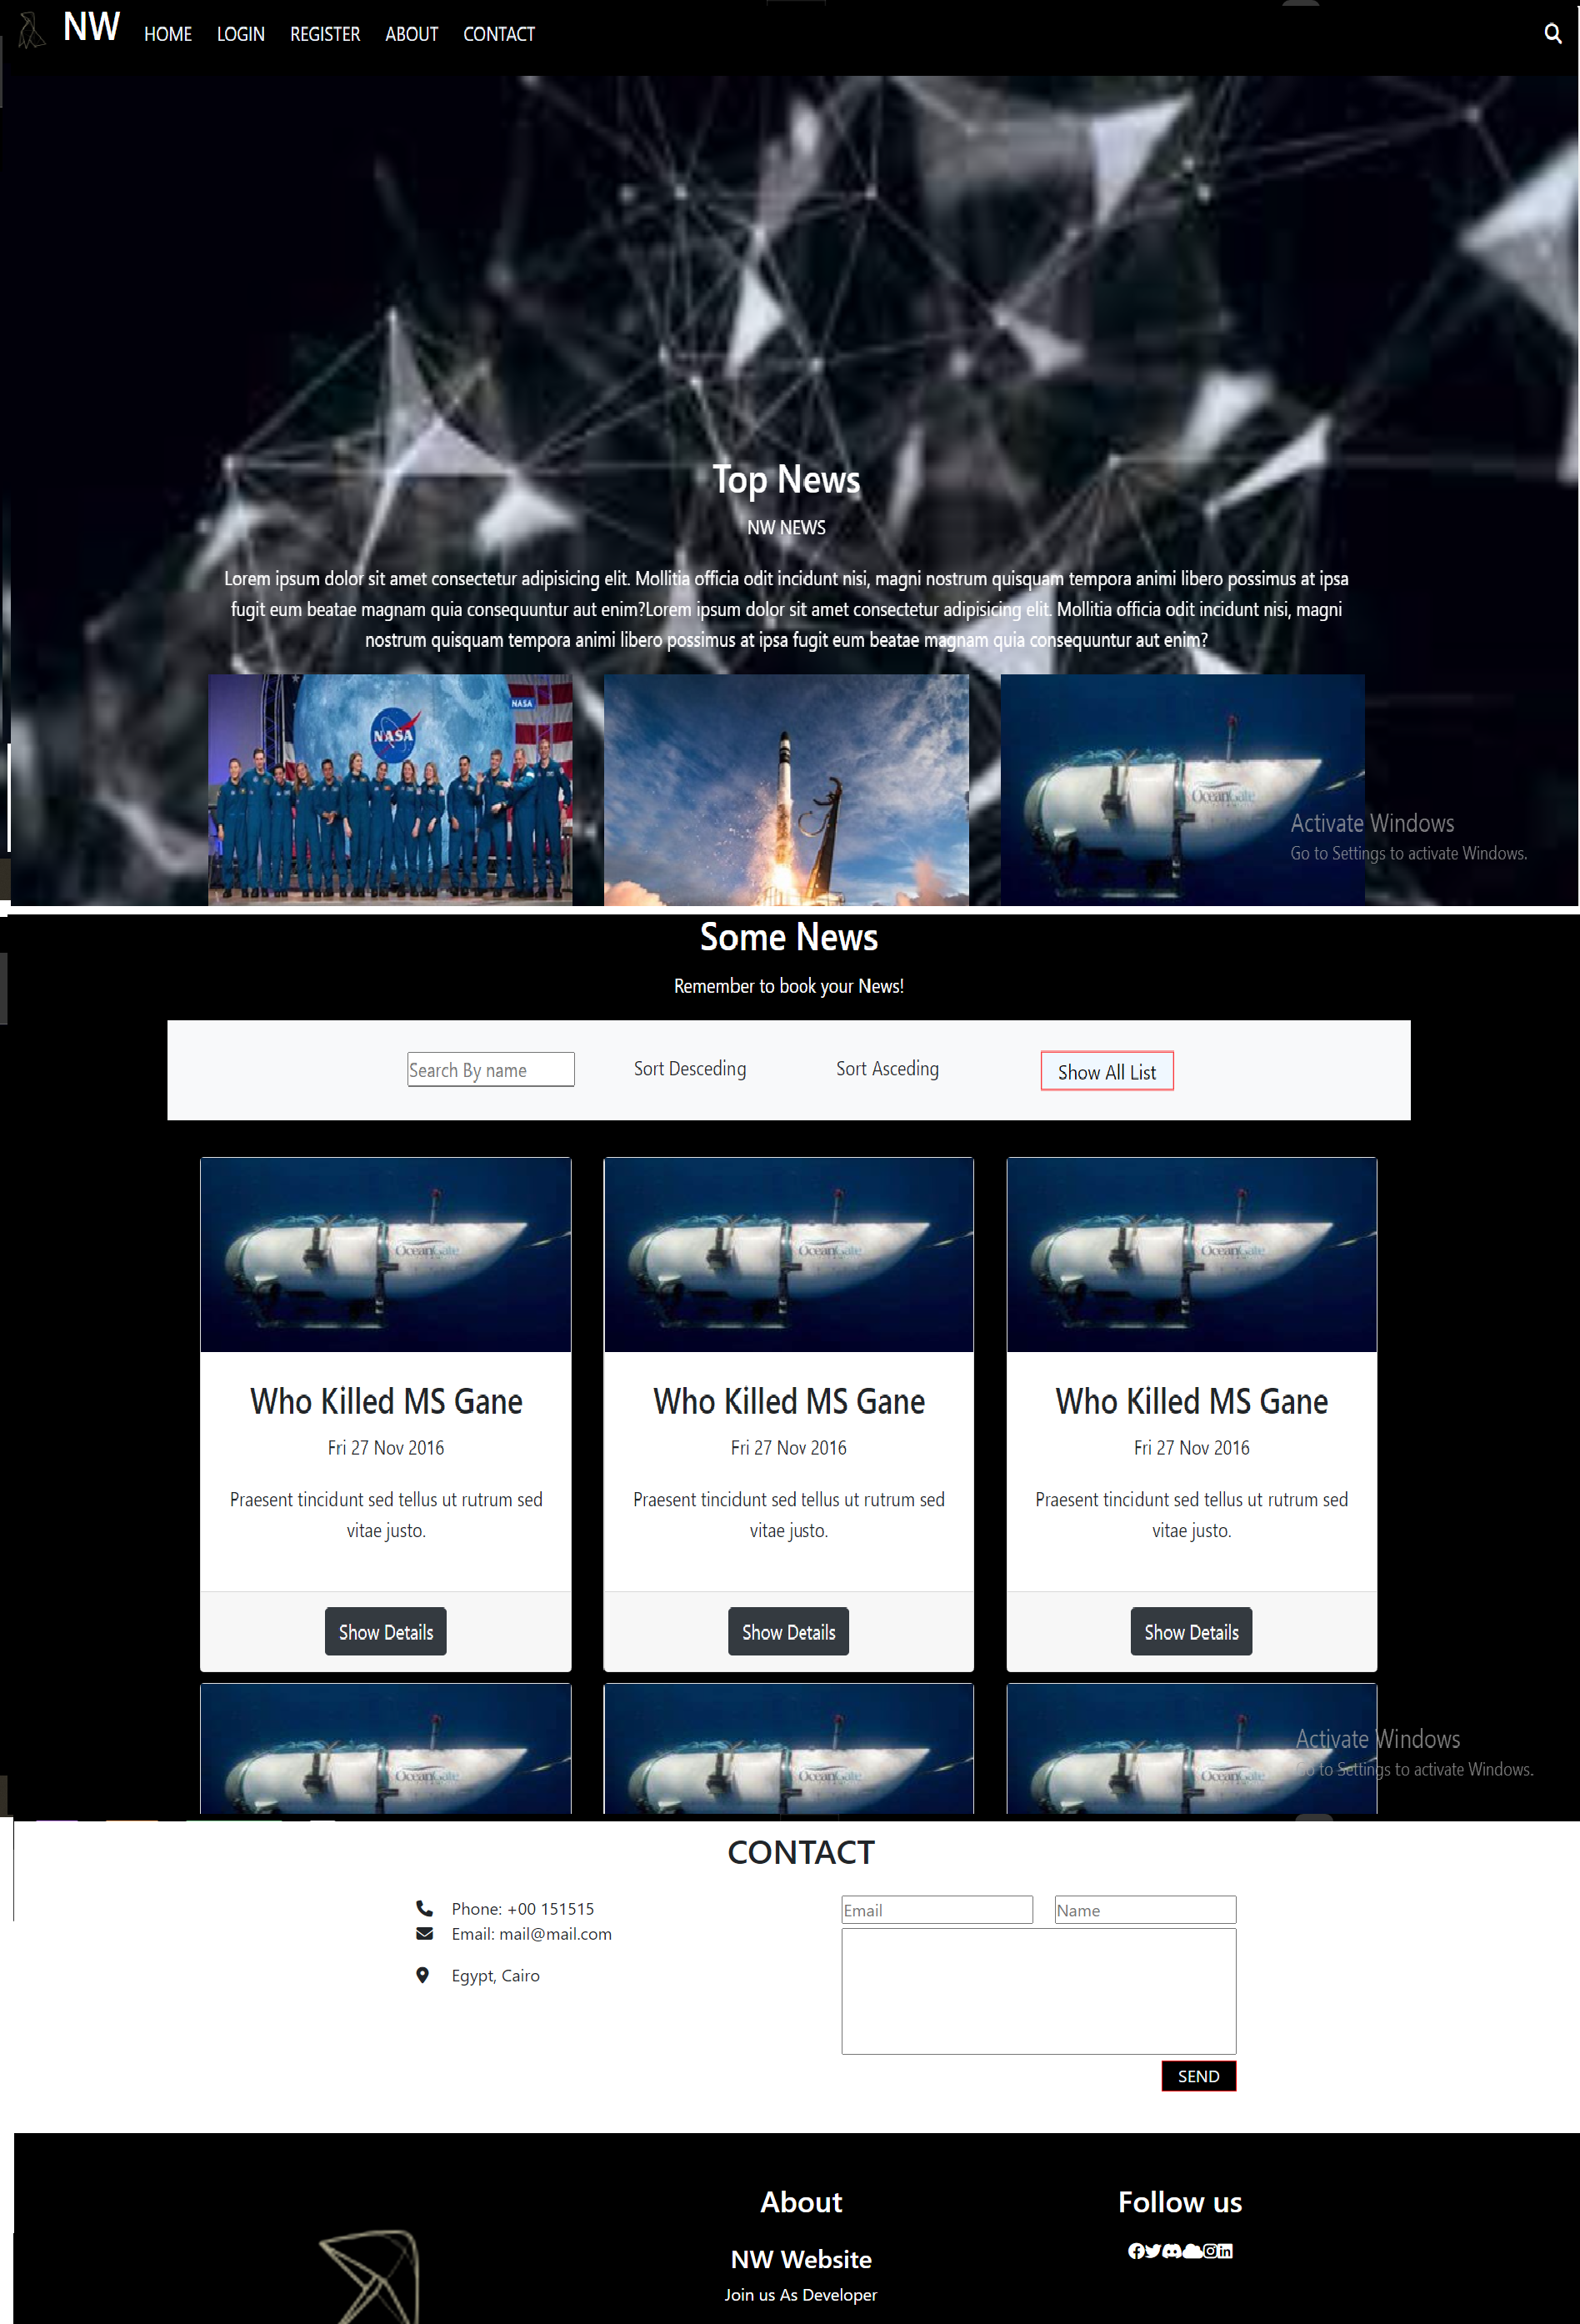 NW
HOME LOGIN REGISTER ABOUT CONTACT
Top News
NW NEWS
Lorem ipsum dolor sit amet consectetur adipisicing elit. Mollitia officia odit incidunt nisi, magni nostrum quisquam tempora animi libero possimus at ipsa
fugit eum beatae magnam quia consequuntur aut enim?Lorem ipsum dolor sit amet consectetur adipisicing elit. Mollitia officia odit incidunt nisi, magni
nostrum quisquam tempora animi libero possimus at ipsa fugit eum beatae magnam quia consequuntur aut enim?
NASA
NASA
OceanGate
Activate Windows
Go to Settings to activate Windows.
Some News
Remember to book your News!
Search By name
Sort Desceding
Sort Asceding
Show All List
OceanGate
OceanGate
OceanGate
Who Killed MS Gane
Fri 27 Nov 2016
Praesent tincidunt sed tellus ut rutrum sed
vitae justo.
Show Details
Who Killed MS Gane
Fri 27 Nov 2016
Praesent tincidunt sed tellus ut rutrum sed
vitae justo.
Show Details
Who Killed MS Gane
Fri 27 Nov 2016
Praesent tincidunt sed tellus ut rutrum sed
vitae justo.
Show Details
OceanGate
OceanGate
OceanGate
Activate Windows
Go to Settings to activate Windows.
CONTACT
Phone: +00 151515
Email: mail@mail.com
Egypt, Cairo
Email
Name
SEND
About
NW Website
Join us As Developer
Follow us